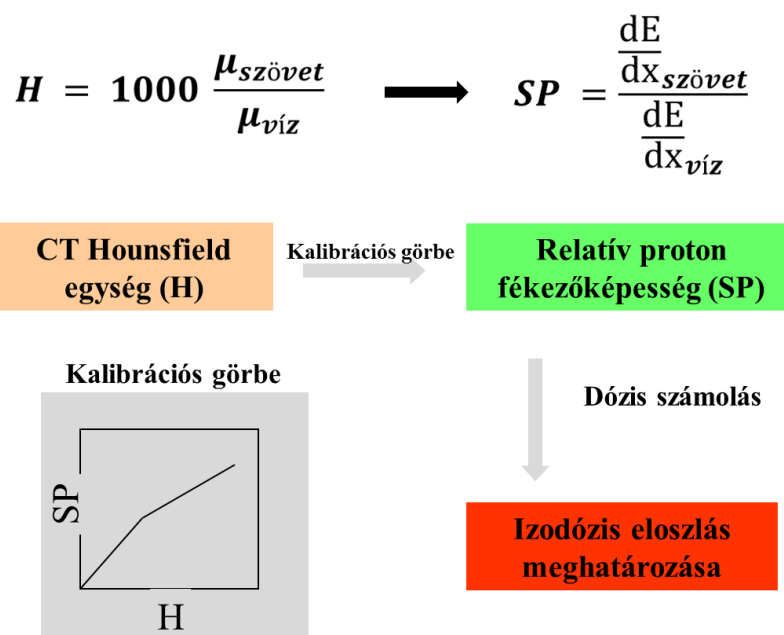 H = 1000 μszövet / μvíz
SP = dE/dx szövet / dE/dx víz
CT Hounsfield
egység (H)
Kalibrációs görbe
Relatív proton
fékezőképesség (SP)
Kalibrációs görbe
SP
H
Dózis számolás
Izodózis eloszlás
meghatározása